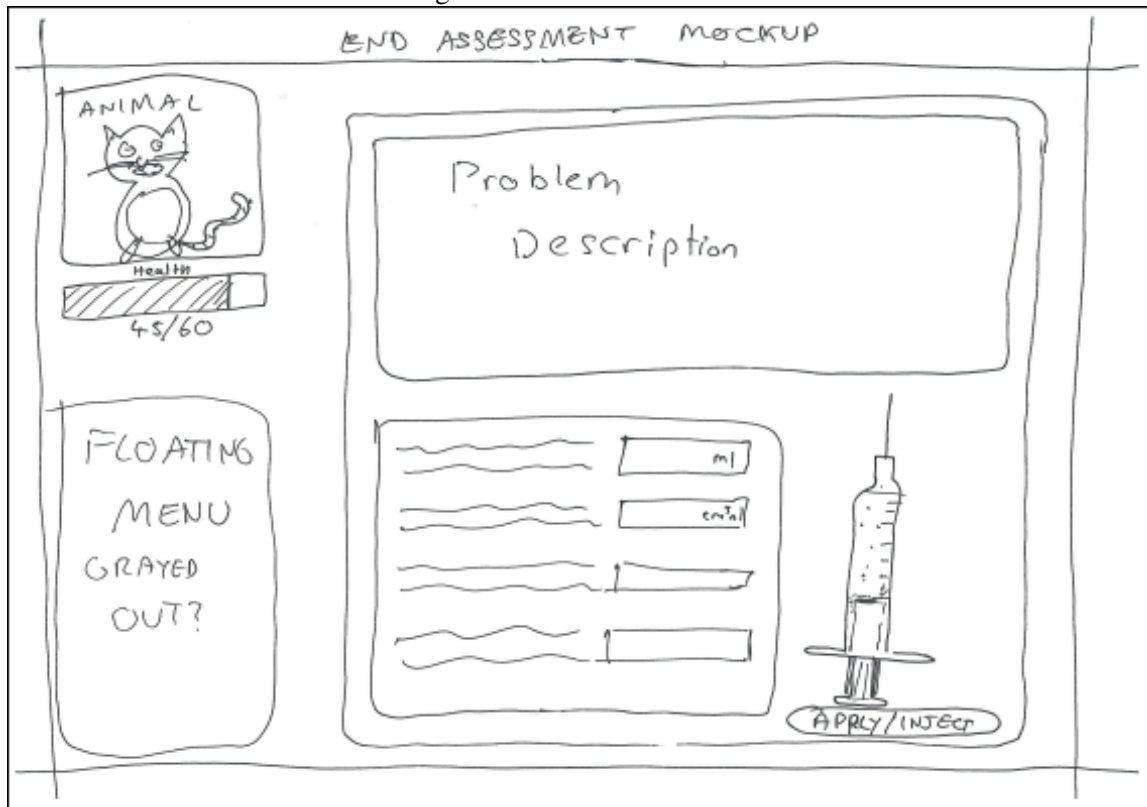 END ASSESSMENT MOCKUP
ANIMAL
Health
45/60
FLOATING
MENU
GRAYED
OUT?
Problem
Description
ml
APPLY/INJECT